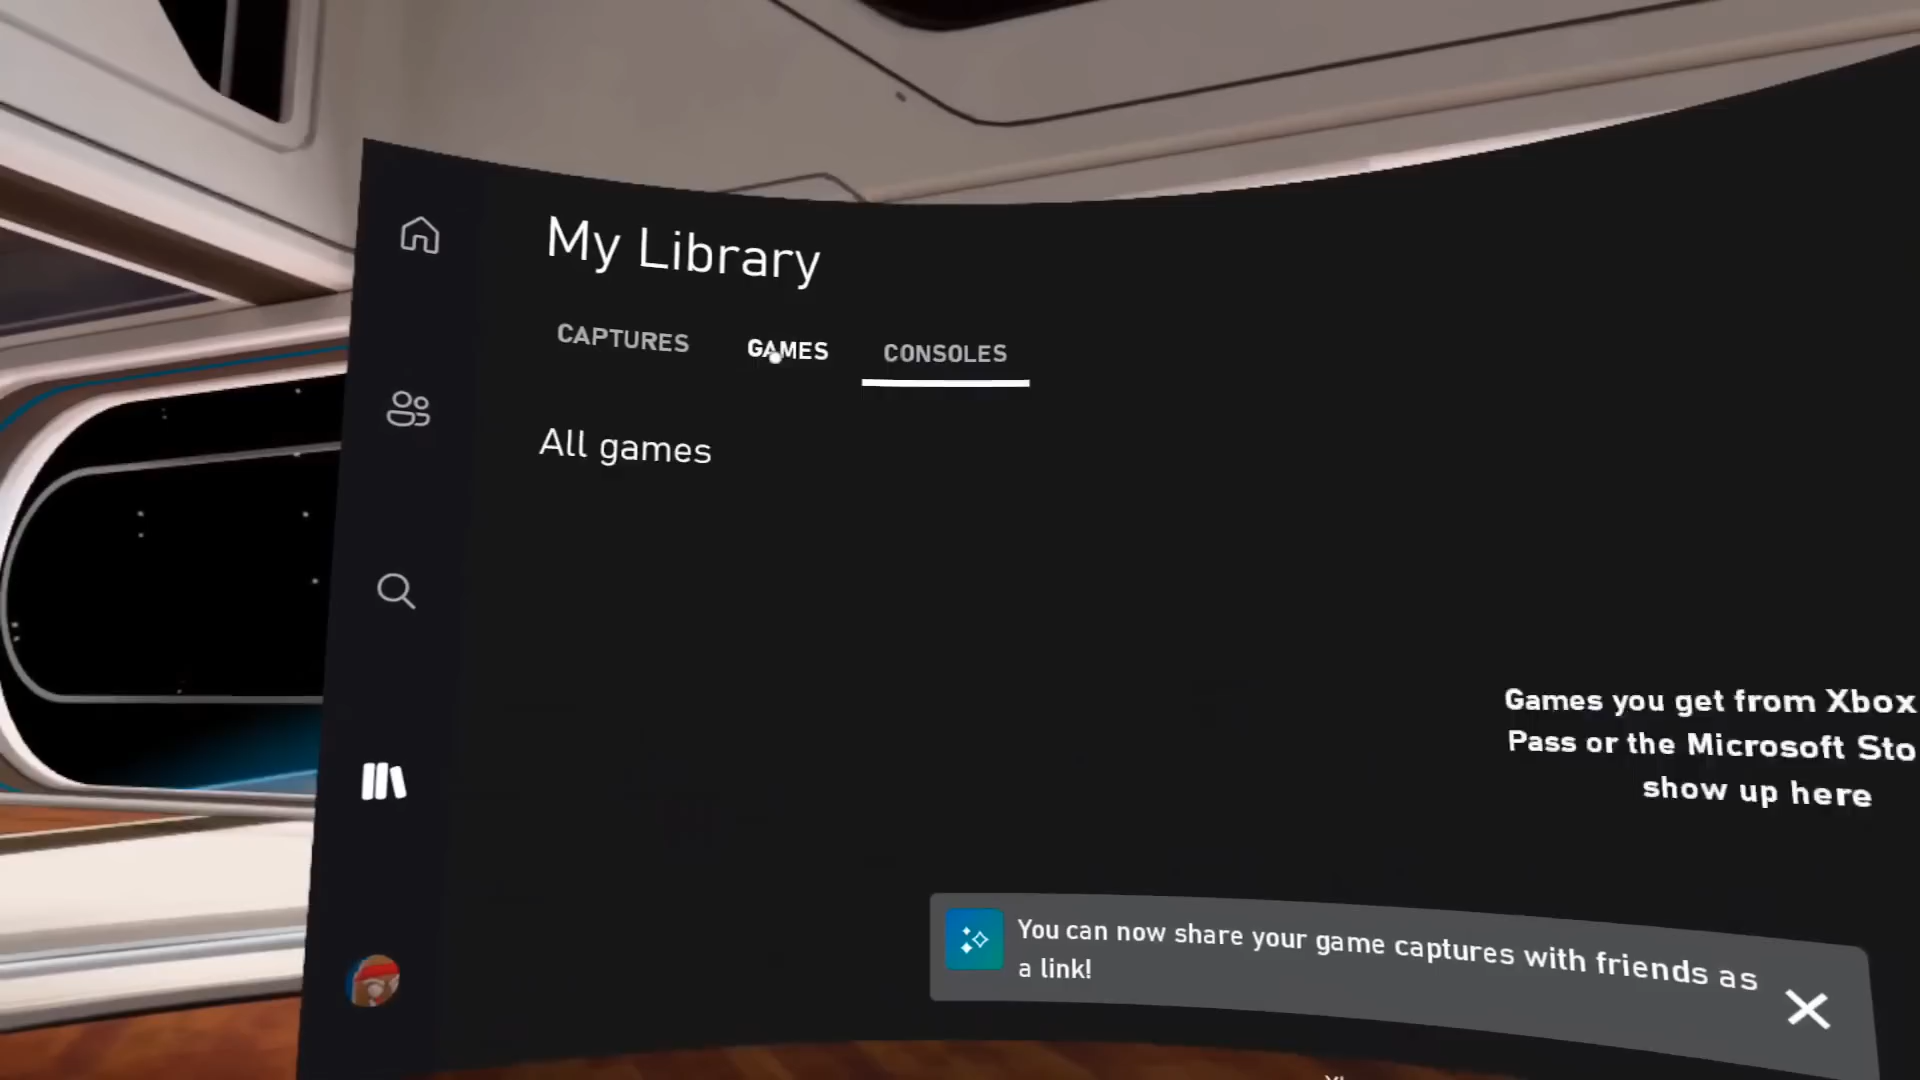 My Library
CAPTURES GAMES CONSOLES
All games
Games you get from Xbox
Pass or the Microsoft Sto
show up here
You can now share your game captures with friends as
a link!